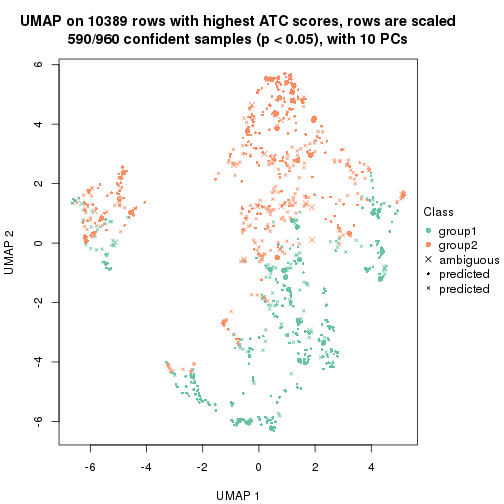 UMAP on 10389 rows with highest ATC scores, rows are scaled
590/960 confident samples (p < 0.05), with 10 PCs
6
4
2
0
-2
-4
-6
UMAP 2
-6
-4
-2
0
2
4
UMAP 1
Class
group1
group2
ambiguous
predicted
predicted